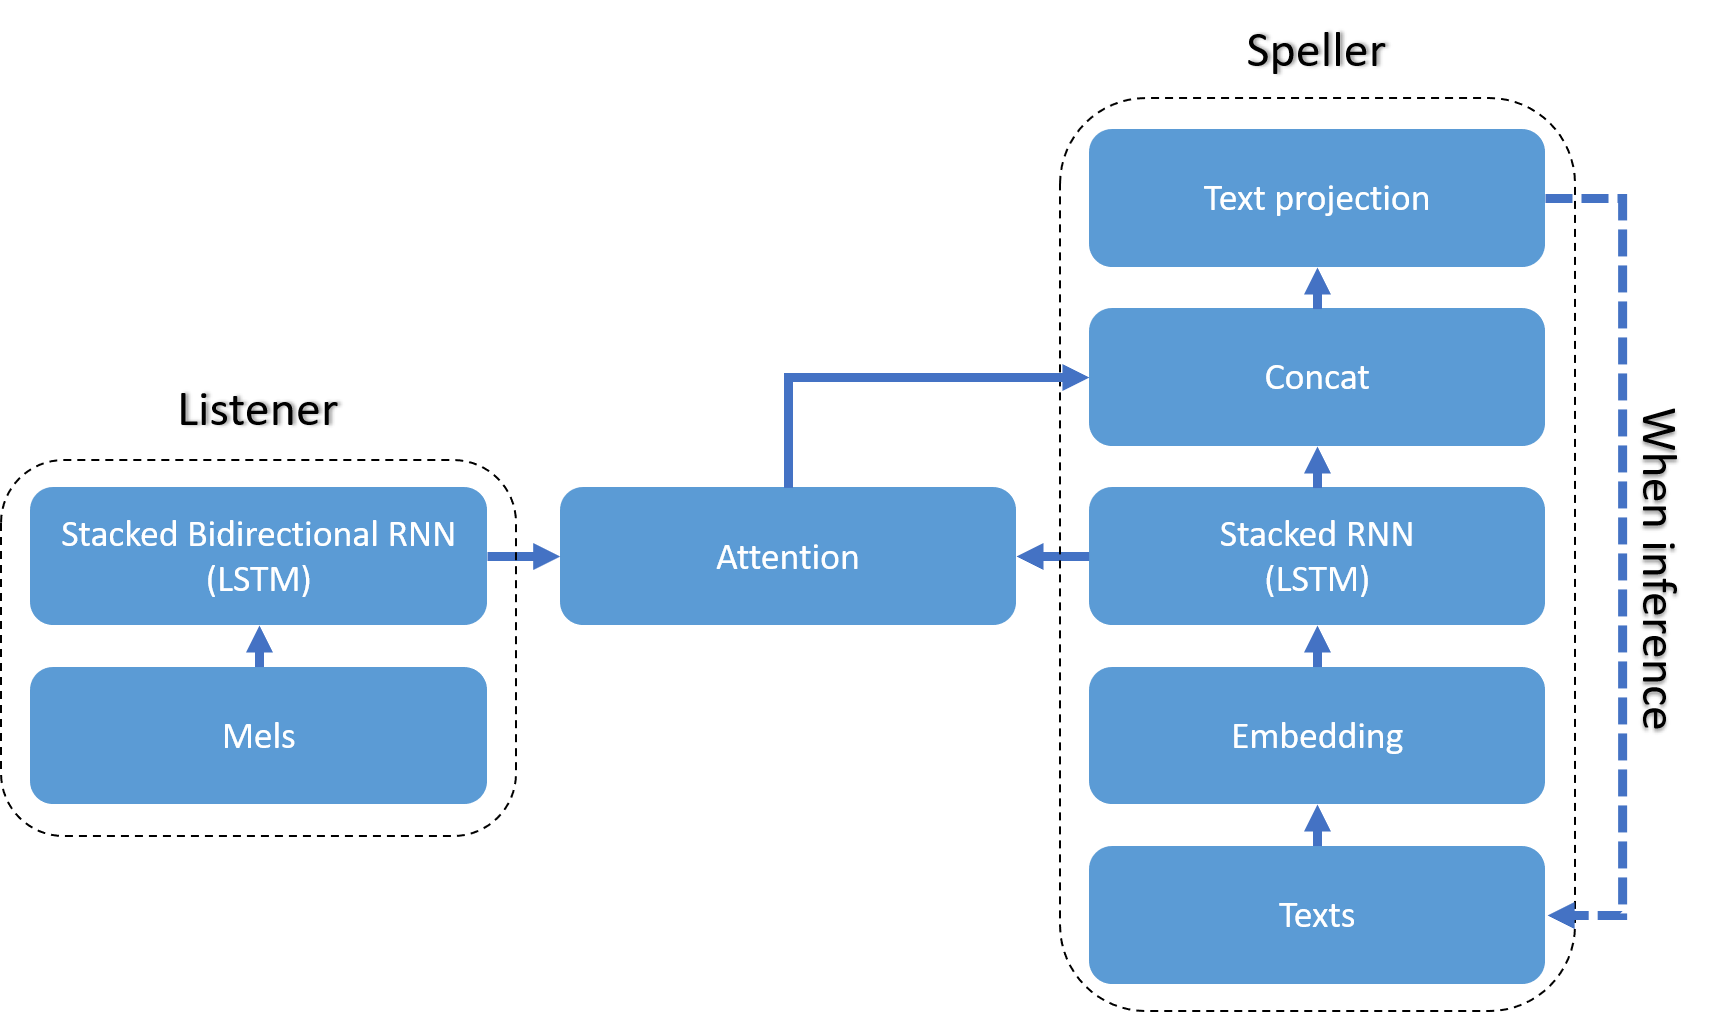 Speller
Text projection
Concat
Listener
Stacked Bidirectional RNN
(LSTM)
Attention
Stacked RNN
(LSTM)
When inference
Mels
Embedding
Texts